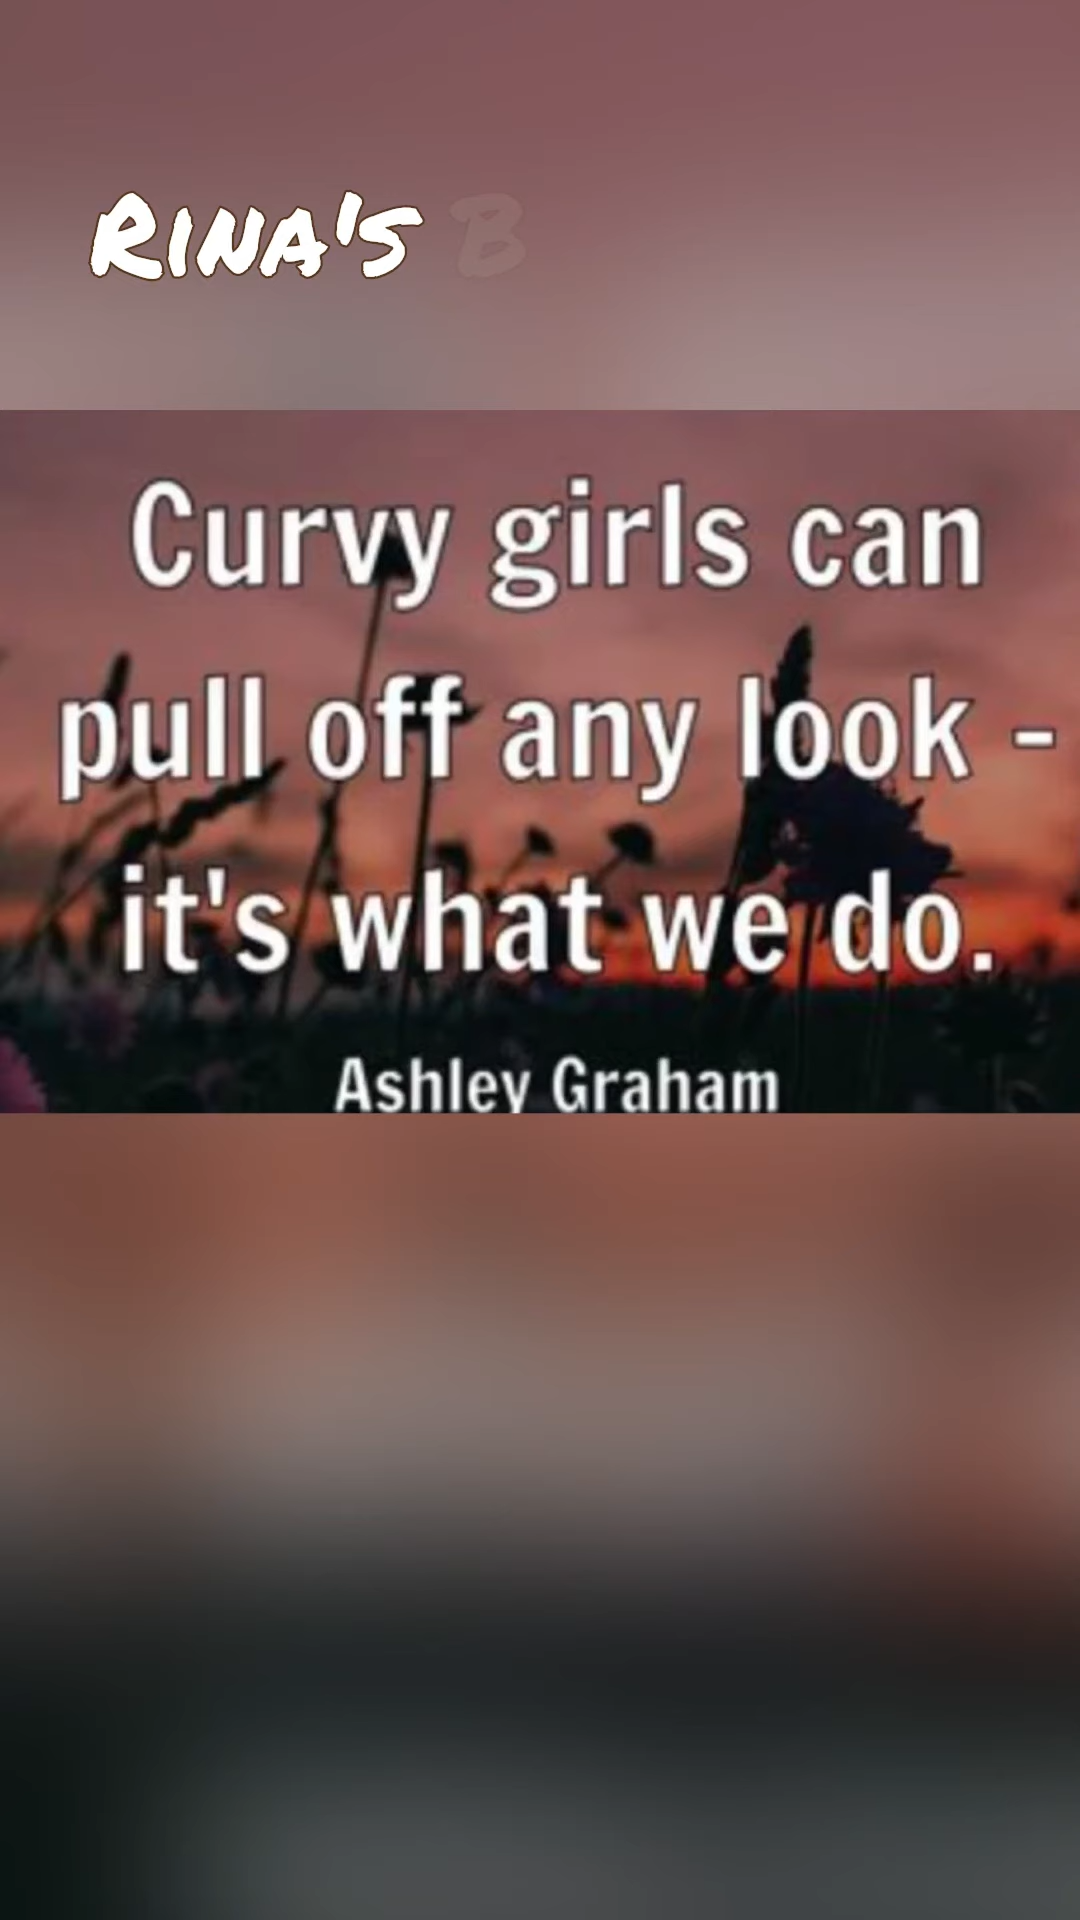 Rina's B
Curvy girls can
pull off any look -
it's what we do.
Ashley Graham